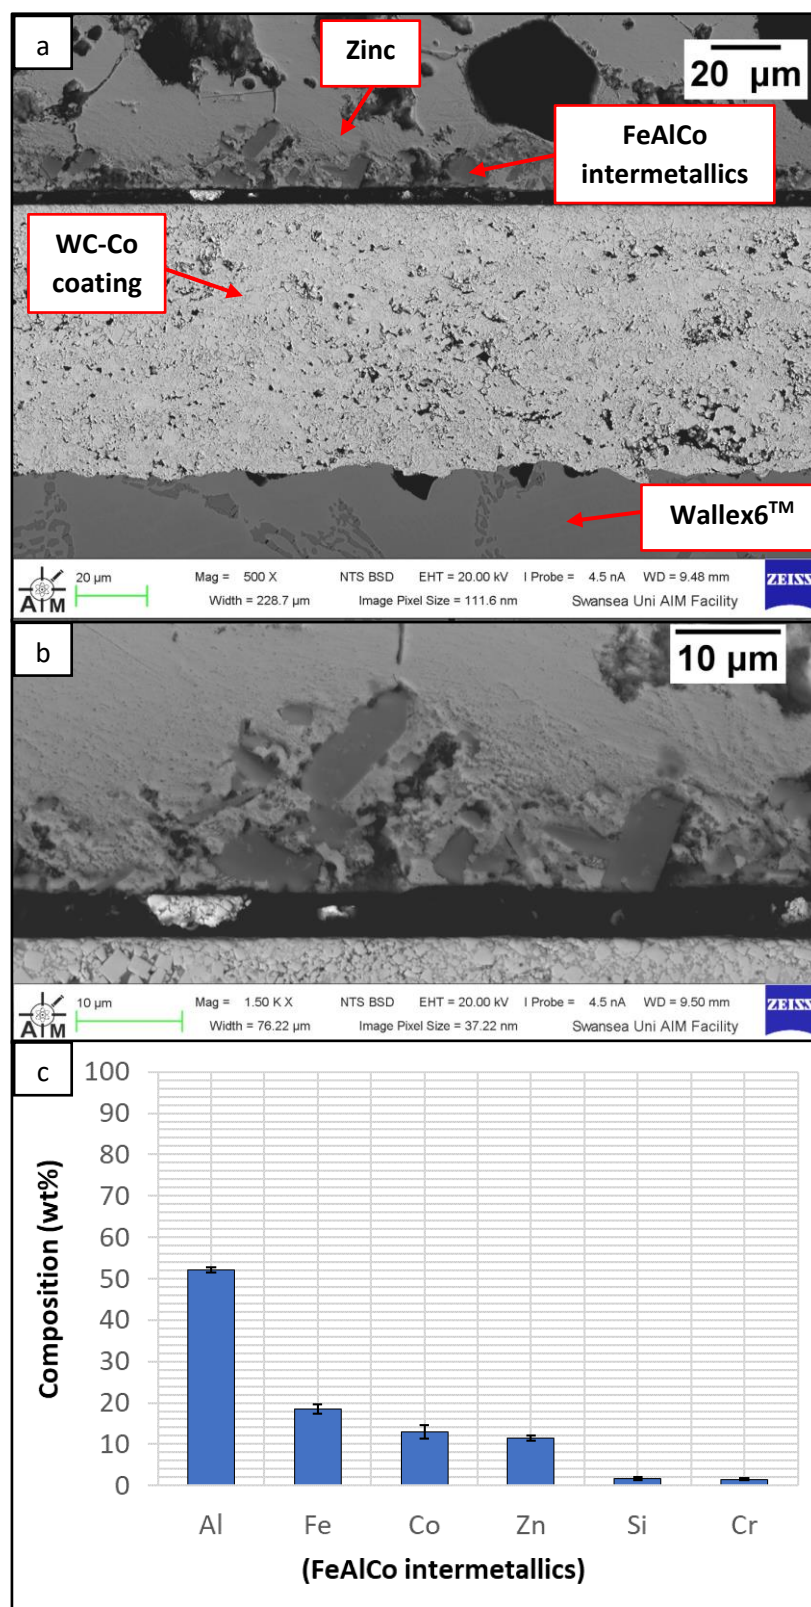 a
Zinc
20 µm
FeAlCo
intermetallics
WC-Co
coating
Wallex6TM
AIM
20 µm
Mag = 500 X
NTS BSD
EHT = 20.00 kV
I Probe = 4.5 nA
WD = 9.48 mm
Width = 228.7 µm
Image Pixel Size = 111.6 nm
Swansea Uni AIM Facility
ZEISS
b
10 µm
AIM
10 µm
Mag = 1.50 K X
NTS BSD
EHT = 20.00 kV
I Probe = 4.5 nA
WD = 9.50 mm
Width = 76.22 µm
Image Pixel Size = 37.22 nm
Swansea Uni AIM Facility
ZEISS
c
Composition (wt%)
100
90
80
70
60
50
40
30
20
10
0
Al Fe Co Zn Si Cr
(FeAlCo intermetallics)